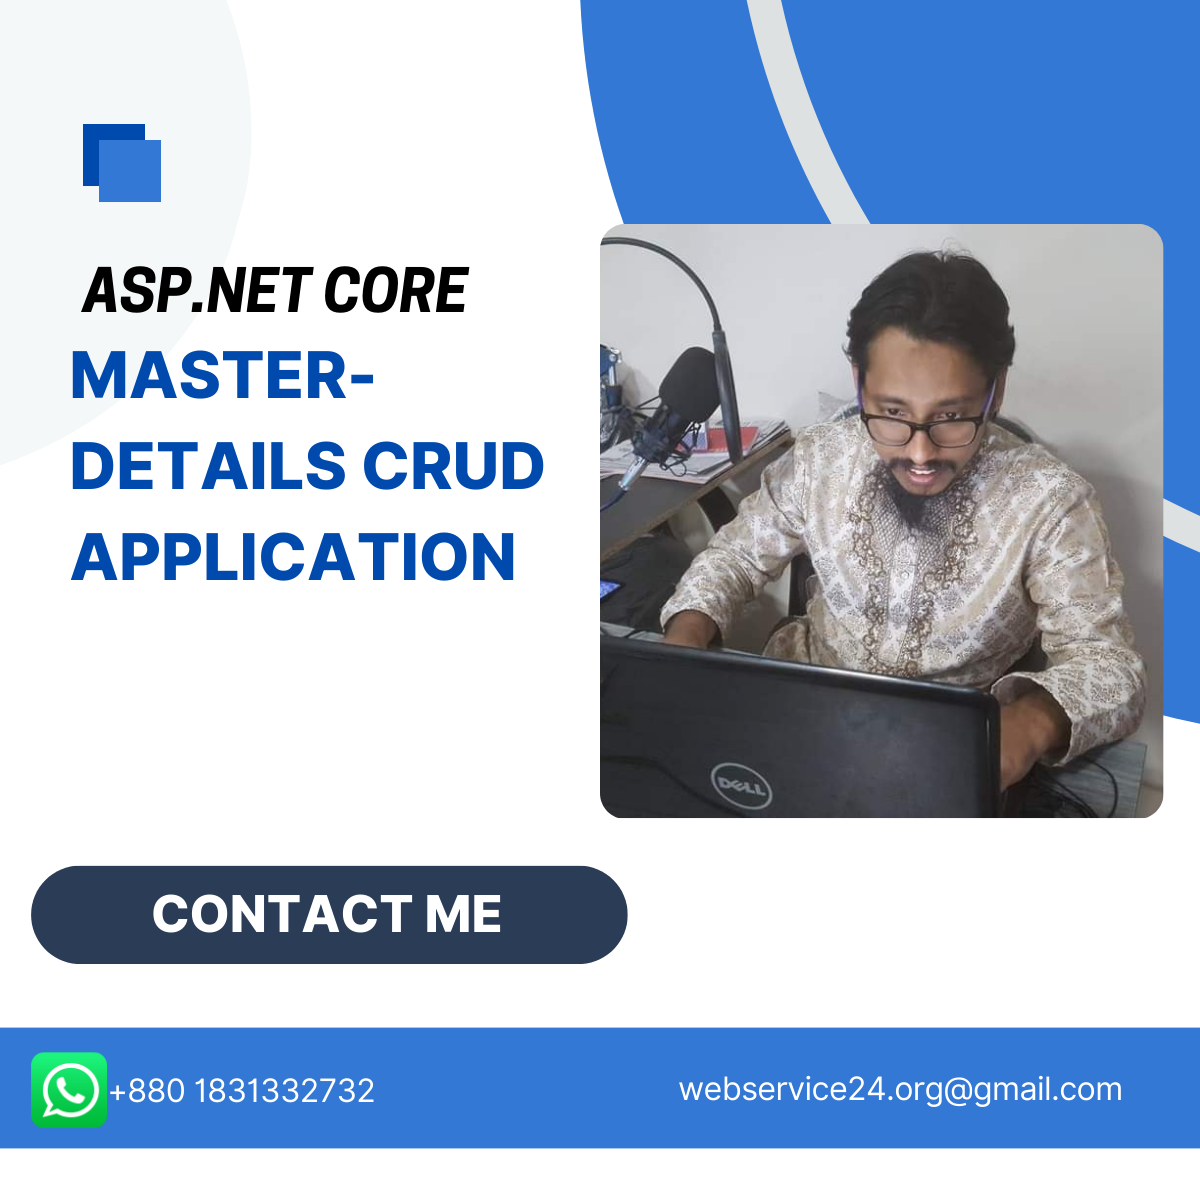 ASP.NET CORE
MASTER-
DETAILS CRUD
APPLICATION
DELL
CONTACT ME
+880 1831332732
webservice24.org@gmail.com